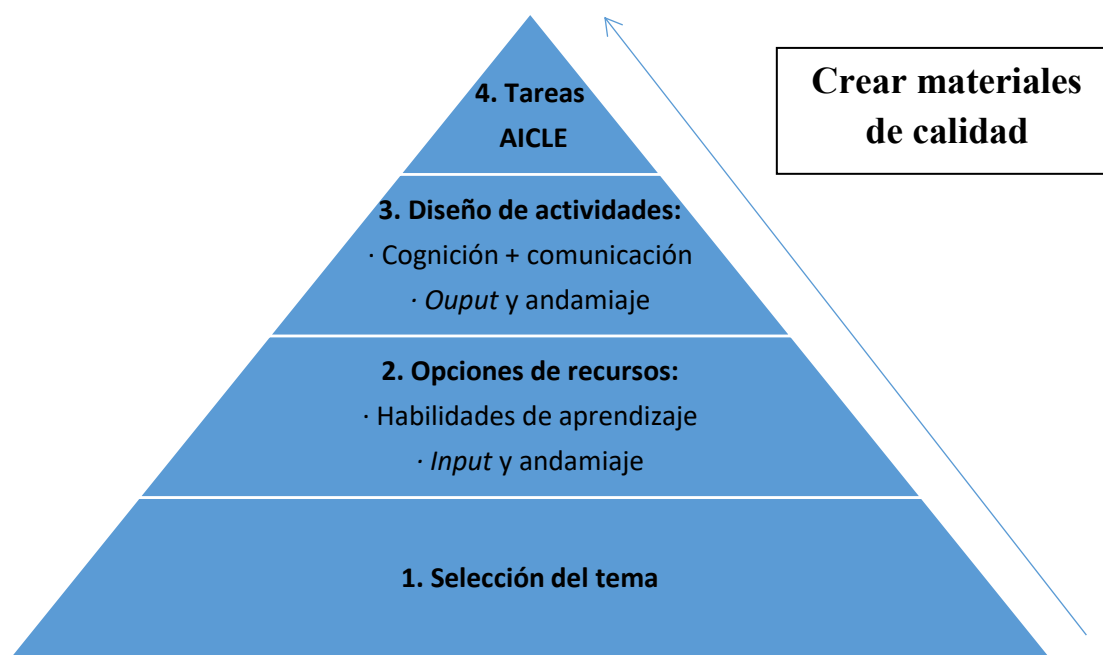 4. Tareas
AICLE
Crear materiales
de calidad
3. Diseño de actividades:
· Cognición + comunicación
· Ouput y andamiaje
2. Opciones de recursos:
· Habilidades de aprendizaje
· Input y andamiaje
1. Selección del tema